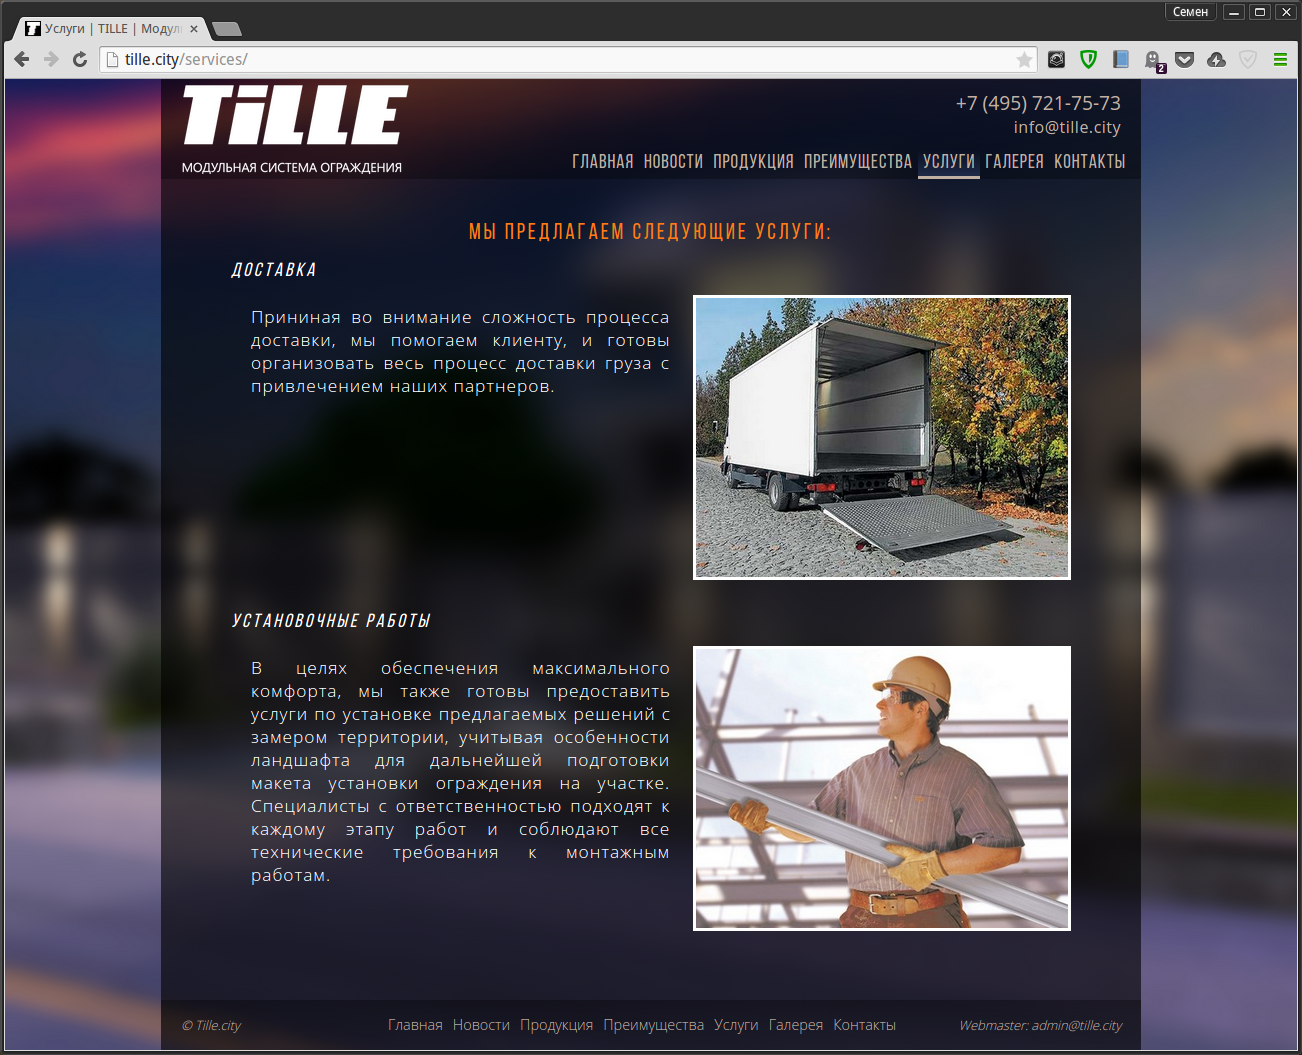 Семен
Услуги | TILLE | Модул
tille.city/services/
2
TiLLE
МОДУЛЬНАЯ СИСТЕМА ОГРАЖДЕНИЯ
+7 (495) 721-75-73
info@tille.city
ГЛАВНАЯ НОВОСТИ ПРОДУКЦИЯ ПРЕИМУЩЕСТВА УСЛУГИ ГАЛЕРЕЯ КОНТАКТЫ
МЫ ПРЕДЛАГАЕМ СЛЕДУЮЩИЕ УСЛУГИ:
ДОСТАВКА
Прининая во внимание сложность процесса
доставки, мы помогаем клиенту, и готовы
организовать весь процесс доставки груза с
привлечением наших партнеров.
УСТАНОВОЧНЫЕ РАБОТЫ
В целях обеспечения максимального
комфорта, мы также готовы предоставить
услуги по установке предлагаемых решений с
замером территории, учитывая особенности
ландшафта для дальнейшей подготовки
макета установки ограждения на участке.
Специалисты с ответственностью подходят к
каждому этапу работ и соблюдают все
технические требования к монтажным
работам.
© Tille.city
Главная Новости Продукция Преимущества Услуги Галерея Контакты
Webmaster: admin@tille.city